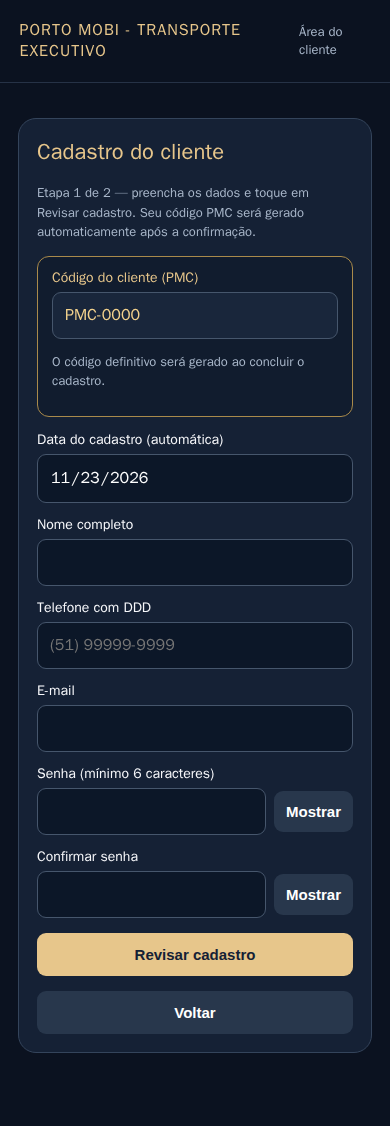 PORTO MOBI - TRANSPORTE
EXECUTIVO
Área do
cliente
Cadastro do cliente
Etapa 1 de 2 — preencha os dados e toque em
Revisar cadastro. Seu código PMC será gerado
automaticamente após a confirmação.
Código do cliente (PMC)
PMC-0000
O código definitivo será gerado ao concluir o
cadastro.
Data do cadastro (automática)
11/23/2026
Nome completo
Telefone com DDD
(51) 99999-9999
E-mail
Senha (mínimo 6 caracteres)
Mostrar
Confirmar senha
Mostrar
Revisar cadastro
Voltar